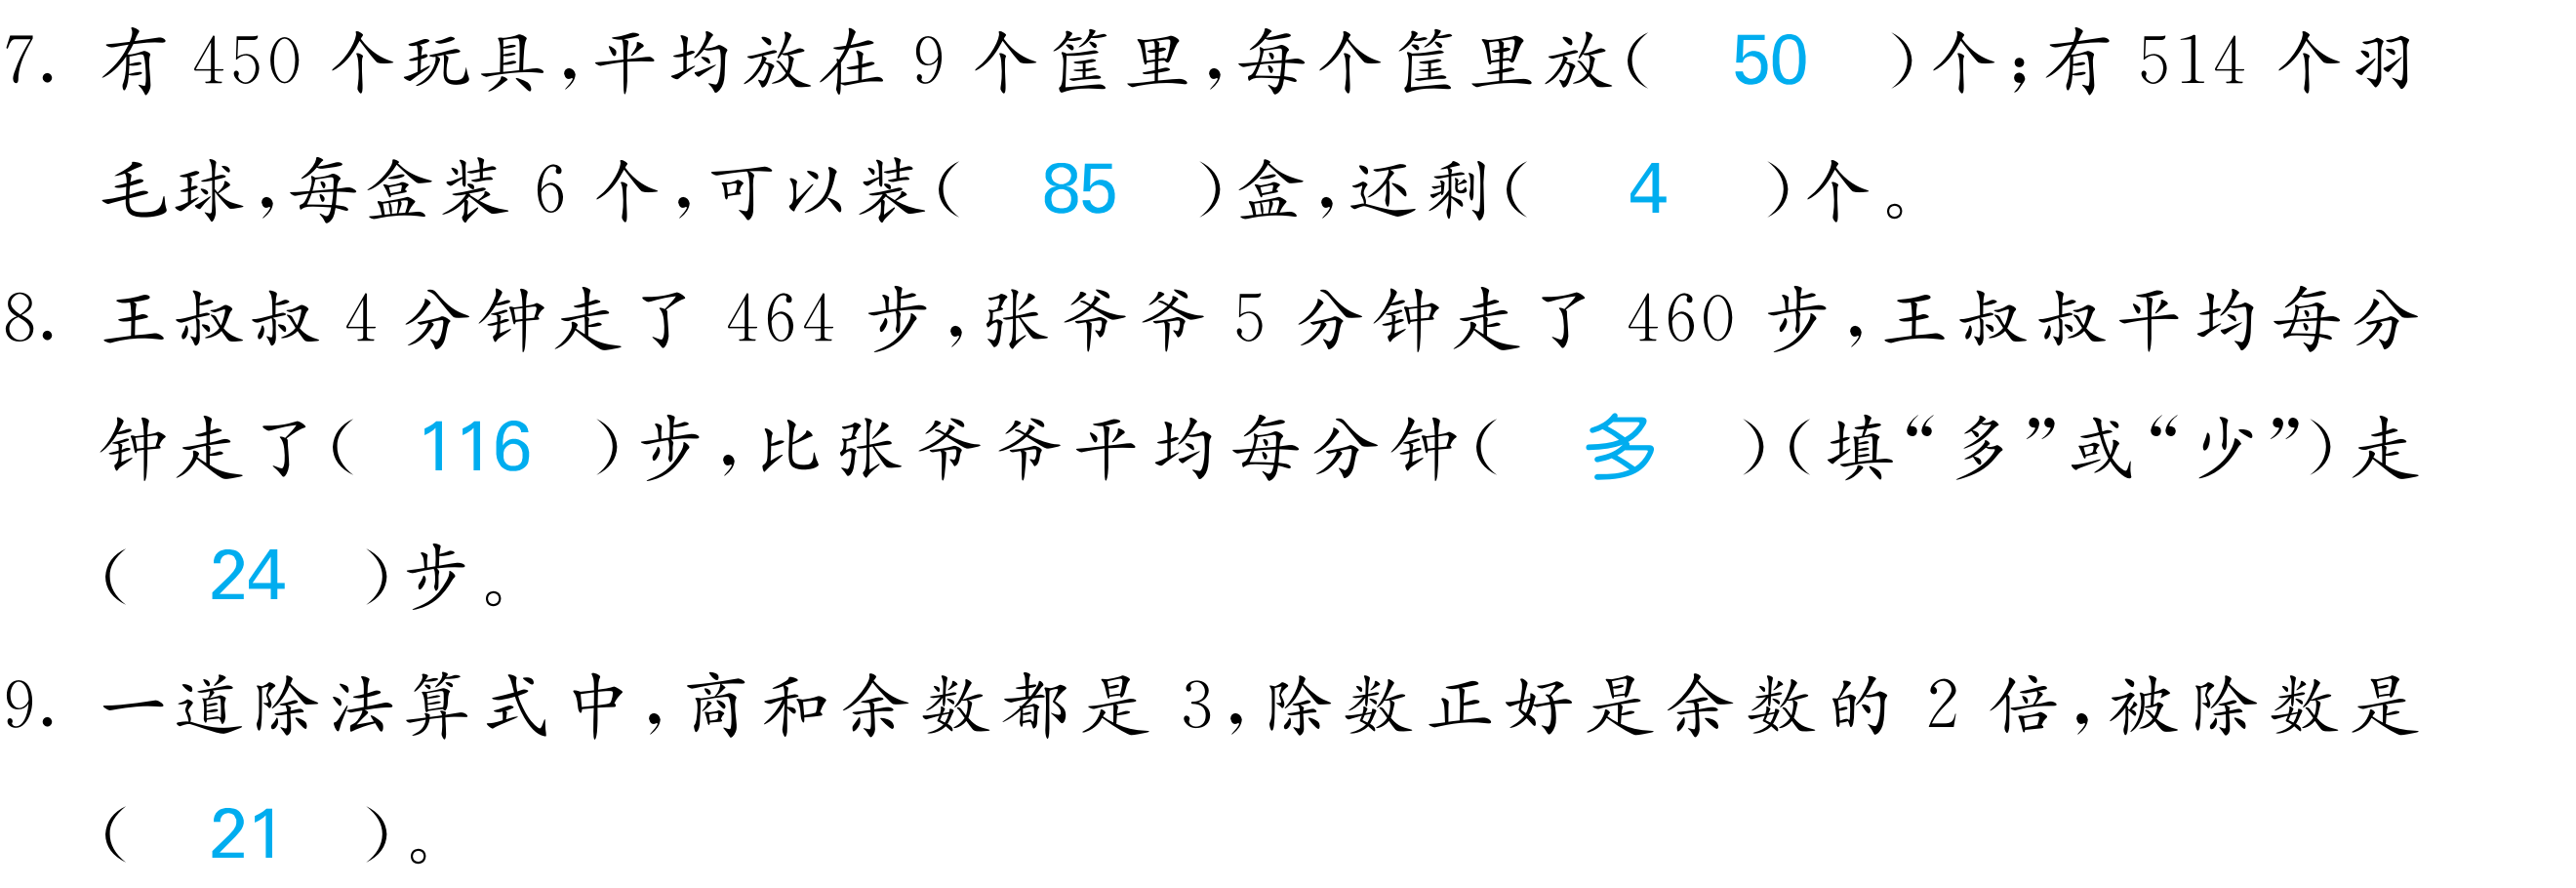 7. 有 450 个玩具,平均放在 9 个筐里,每个筐里放( 50 )个;有 514 个羽
毛球,每盒装 6 个,可以装( 85 )盒,还剩( 4 )个。
8. 王叔叔 4 分钟走了 464 步,张爷爷 5 分钟走了 460 步,王叔叔平均每分
钟走了( 116 )步,比张爷爷平均每分钟( 多 )(填“多”或“少”)走
( 24 )步。
9. 一道除法算式中,商和余数都是 3,除数正好是余数的 2 倍,被除数是
( 21 )。